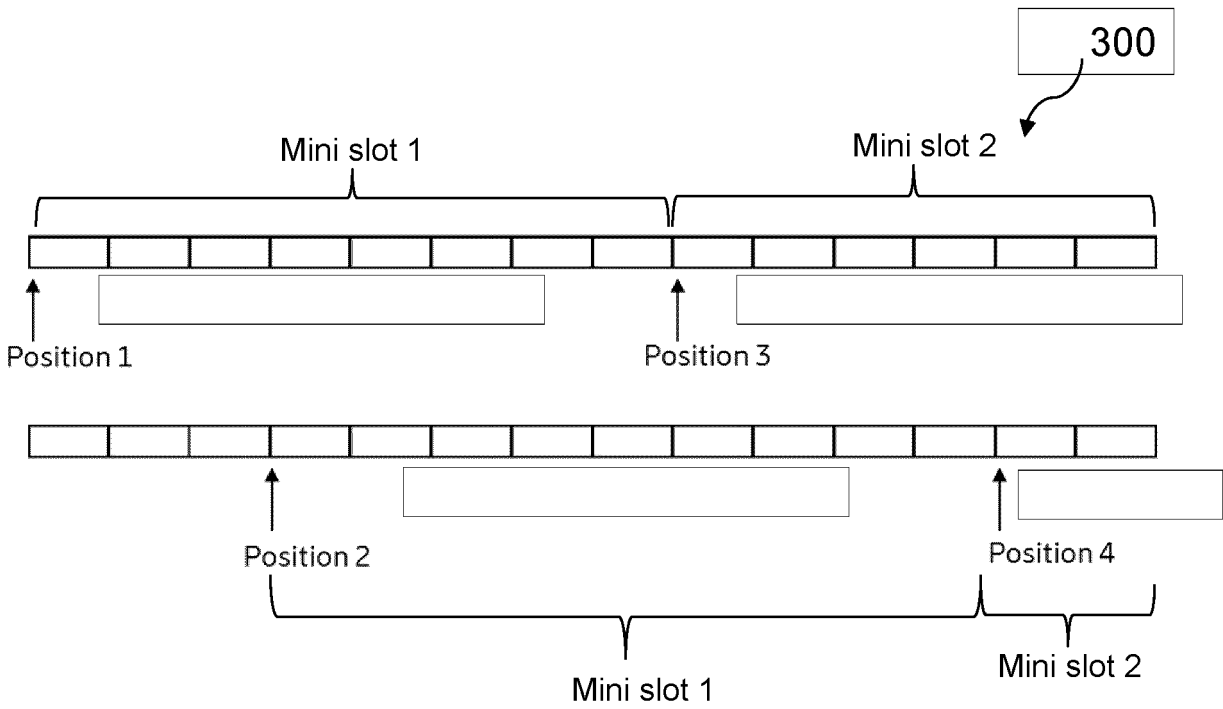 300
Mini slot 1
Mini slot 2
Position 1
Position 3
Position 2
Position 4
Mini slot 1
Mini slot 2